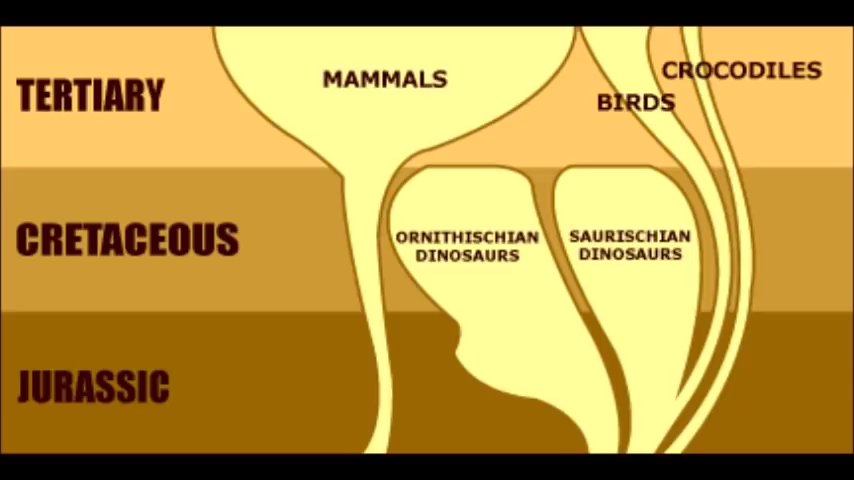 TERTIARY
MAMMALS
CROCODILES
BIRDS
CRETACEOUS
ORNITHISCHIAN
DINOSAURS
SAURISCHIAN
DINOSAURS
JURASSIC